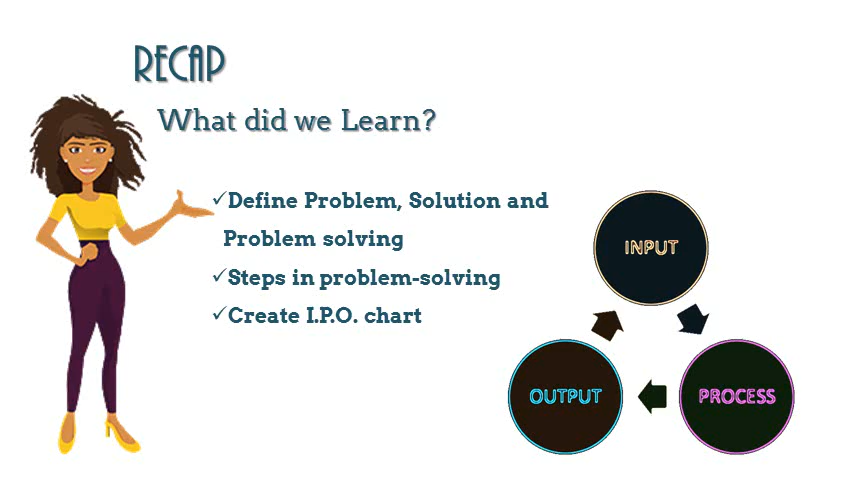 RECAP
What did we Learn?
✓Define Problem, Solution and
Problem solving
✓Steps in problem-solving
✓Create I.P.O. chart
INPUT
OUTPUT
PROCESS